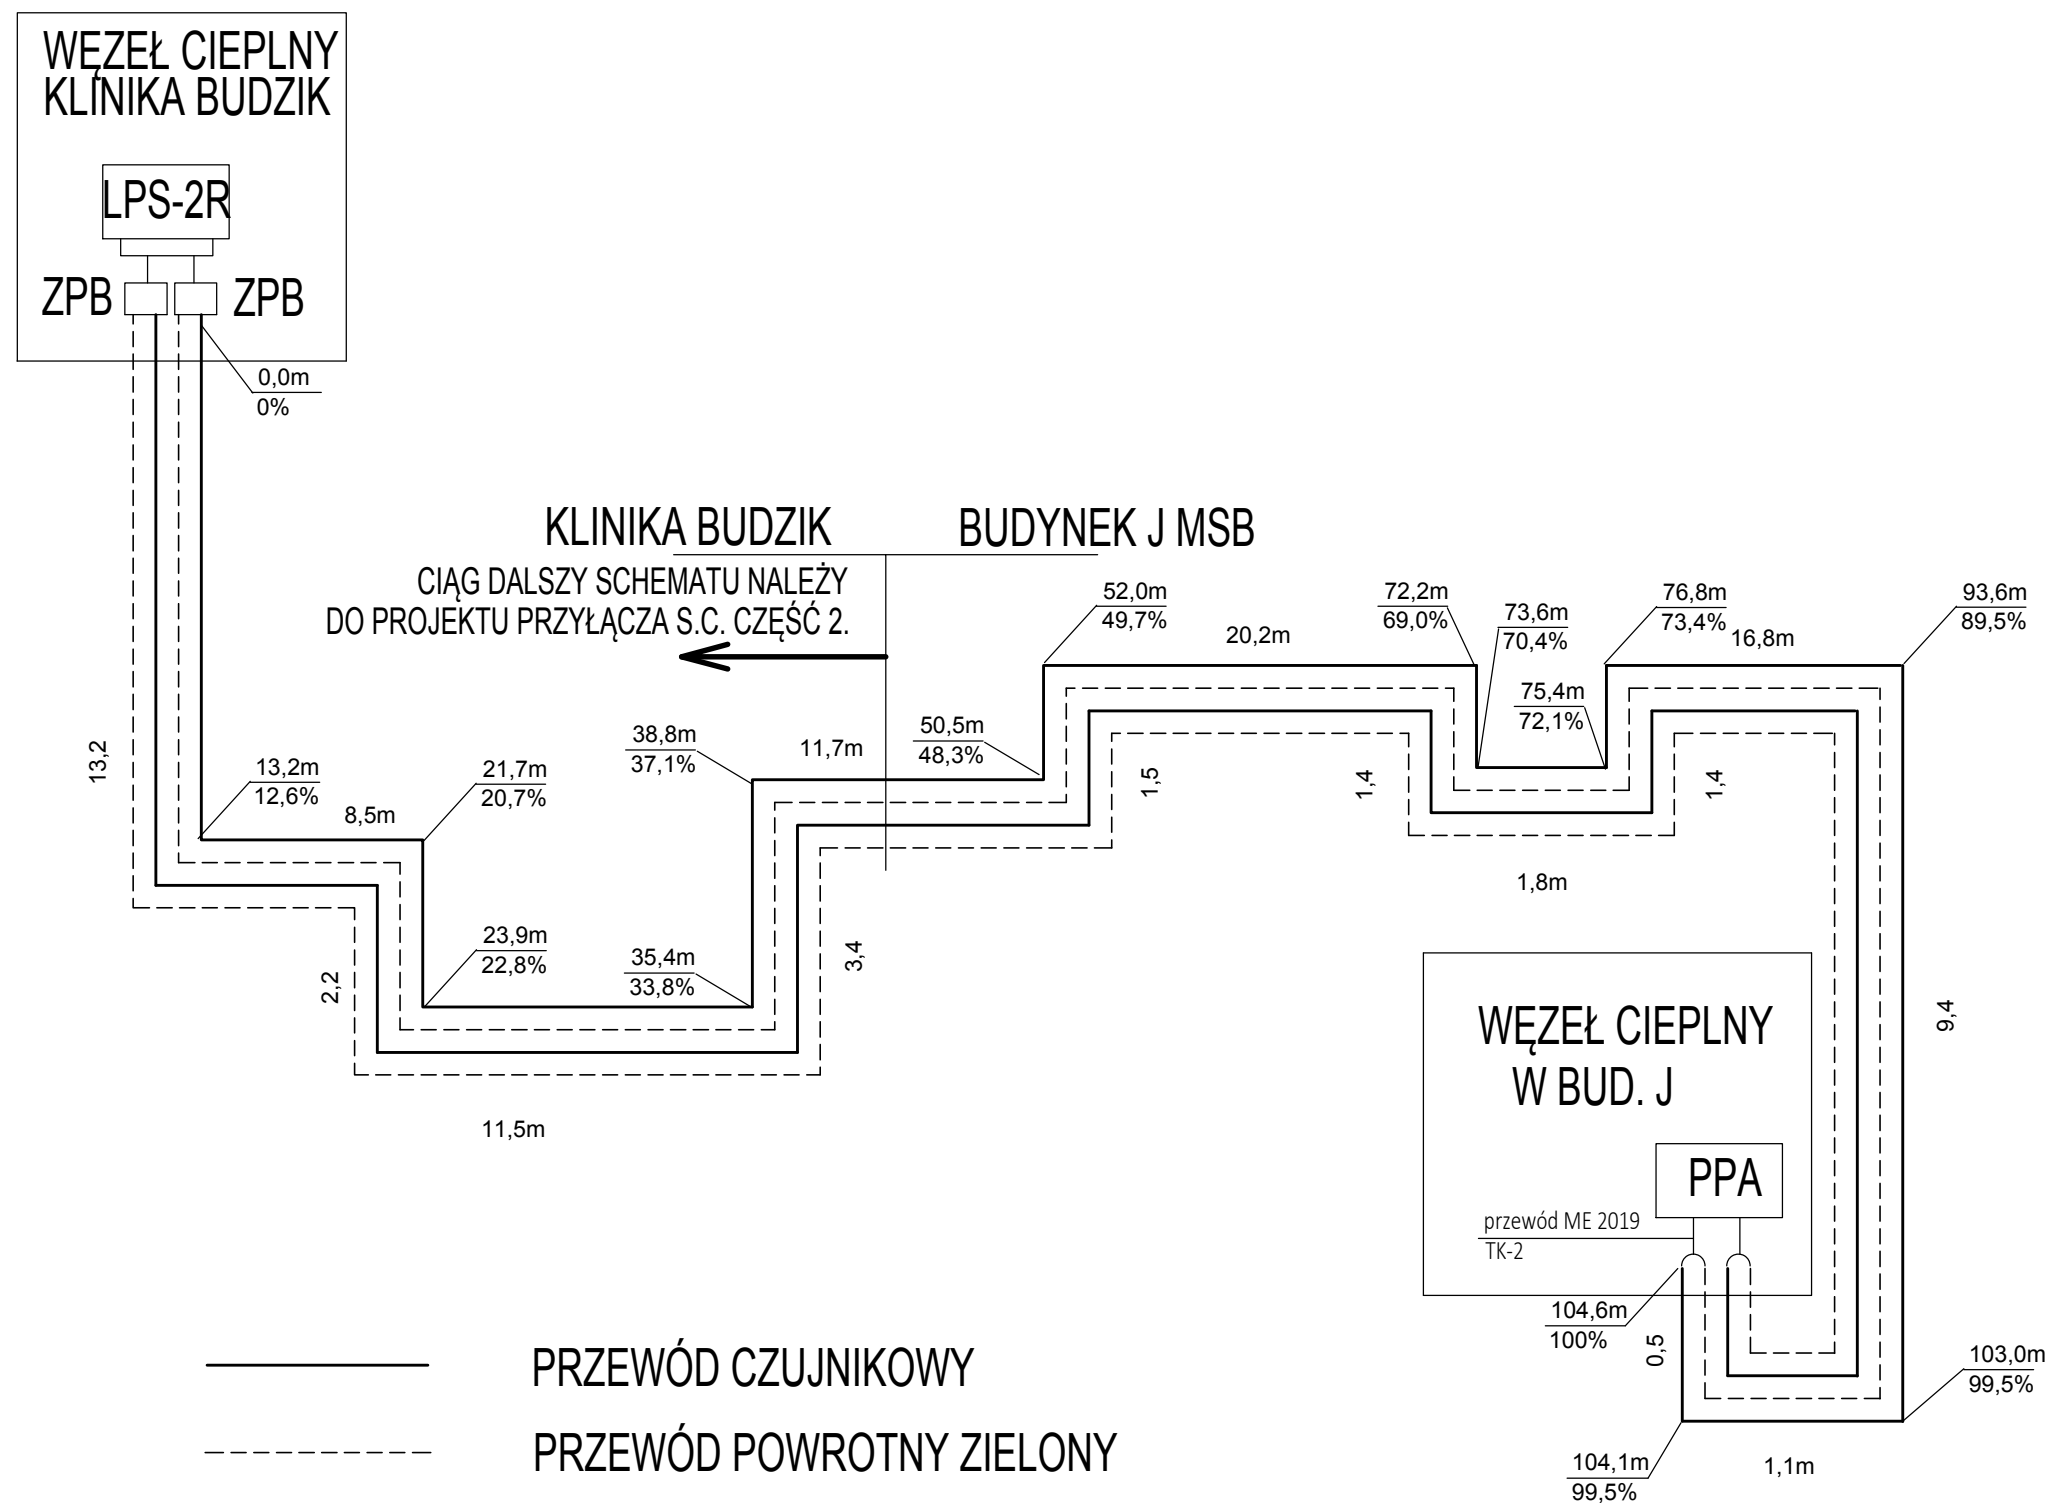 WĘZEŁ CIEPLNY
KLINIKA BUDZIK
LPS-2R
ZPB
ZPB
0,0m
0%
KLINIKA BUDZIK
BUDYNEK J MSB
CIĄG DALSZY SCHEMATU NALEŻY
DO PROJEKTU PRZYŁĄCZA S.C. CZĘŚĆ 2.
52,0m
49,7%
20,2m
72,2m
69,0%
73,6m
70,4%
75,4m
72,1%
76,8m
73,4%
16,8m
93,6m
89,5%
13,2
13,2m
12,6%
8,5m
21,7m
20,7%
38,8m
37,1%
11,7m
50,5m
48,3%
1,5
1,4
1,4
1,8m
23,9m
22,8%
35,4m
33,8%
2,2
3,4
11,5m
9,4
WĘZEŁ CIEPLNY
W BUD. J
PPA
przewód ME 2019
TK-2
104,6m
100%
0,5
103,0m
99,5%
104,1m
99,5%
1,1m
PRZEWÓD CZUJNIKOWY
PRZEWÓD POWROTNY ZIELONY